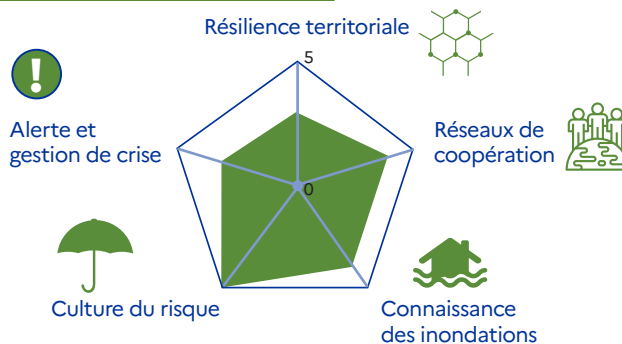 Résilience territoriale
5
Alerte et
gestion de crise
Réseaux de
coopération
0
Culture du risque
Connaissance
des inondations